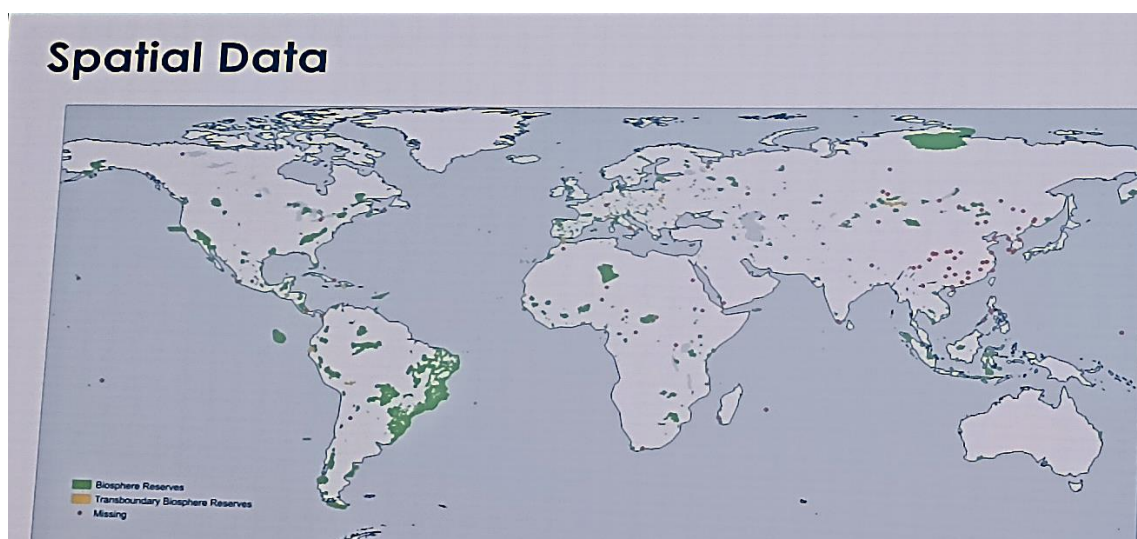 Spatial Data
Biosphere Reserves
Transboundary Biosphere Reserves
Missing